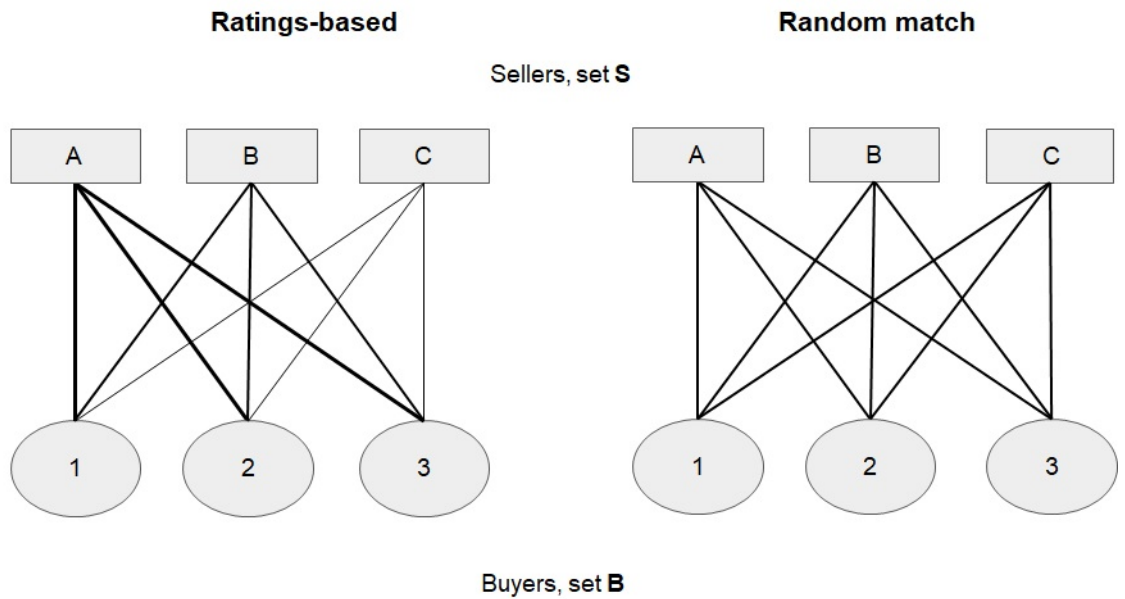 Ratings-based Random match
Sellers, set S
A B C A B C
1 2 3 1 2 3
Buyers, set B